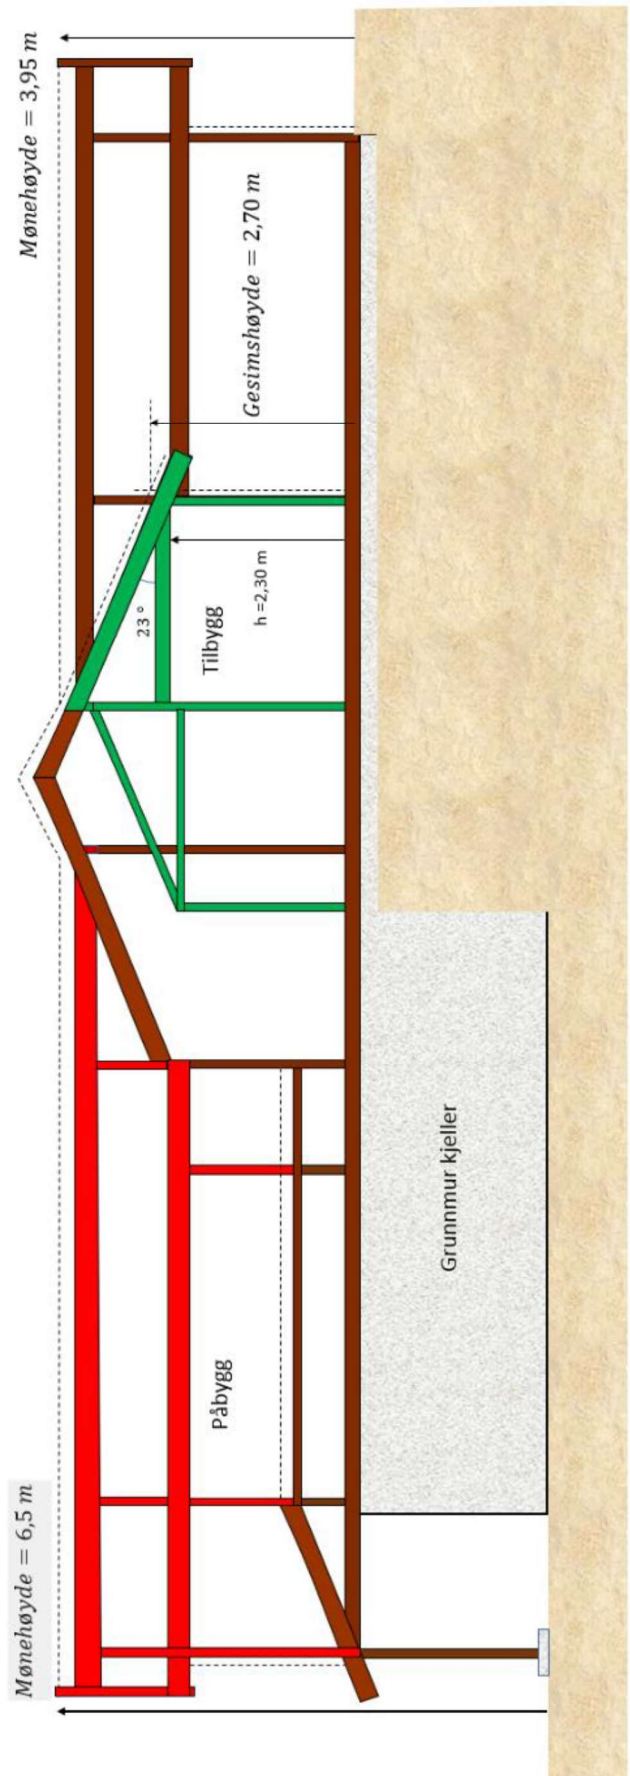 Mønehøyde = 6,5 m
Mønehøyde = 3,95 m
Gesimshøyde = 2,70 m
23 °
Tilbygg
h =2,30 m
Påbygg
Grunnmur kjeller